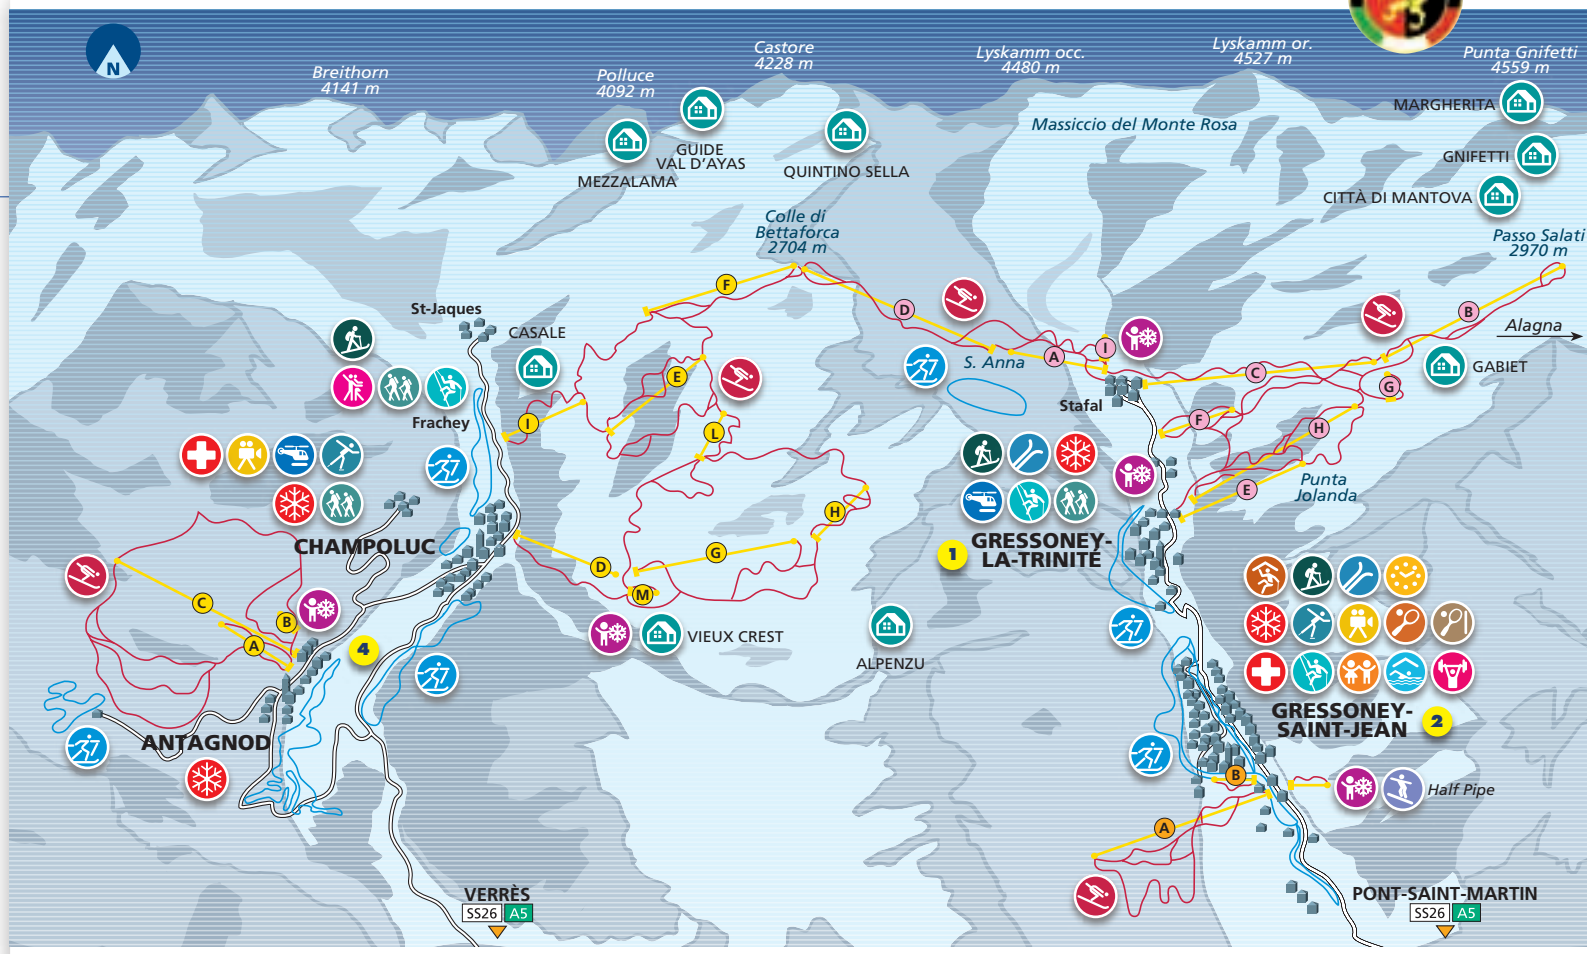 N
Breithorn
4141 m
Polluce
4092 m
Castore
4228 m
Lyskamm occ.
4480 m
Lyskamm or.
4527 m
Punta Gnifetti
4559 m
MARGHERITA
Massiccio del Monte Rosa
GUIDE
VAL D'AYAS
MEZZALAMA
QUINTINO SELLA
GNIFETTI
CITTÀ DI MANTOVA
Colle di
Bettaforca
2704 m
Passo Salati
2970 m
F
D
B
Alagna
St-Jaques
CASALE
S. Anna
A
I
C
GABIET
E
G
Stafal
Frachey
I
L
F
H
E
Punta
Jolanda
H
CHAMPOLUC
G
D
M
1
GRESSONEY-
LA-TRINITÉ
C
B
A
4
VIEUX CREST
ALPENZU
ANTAGNOD
GRESSONEY-
SAINT-JEAN
2
B
Half Pipe
A
VERRÈS
SS26 A5
PONT-SAINT-MARTIN
SS26 A5